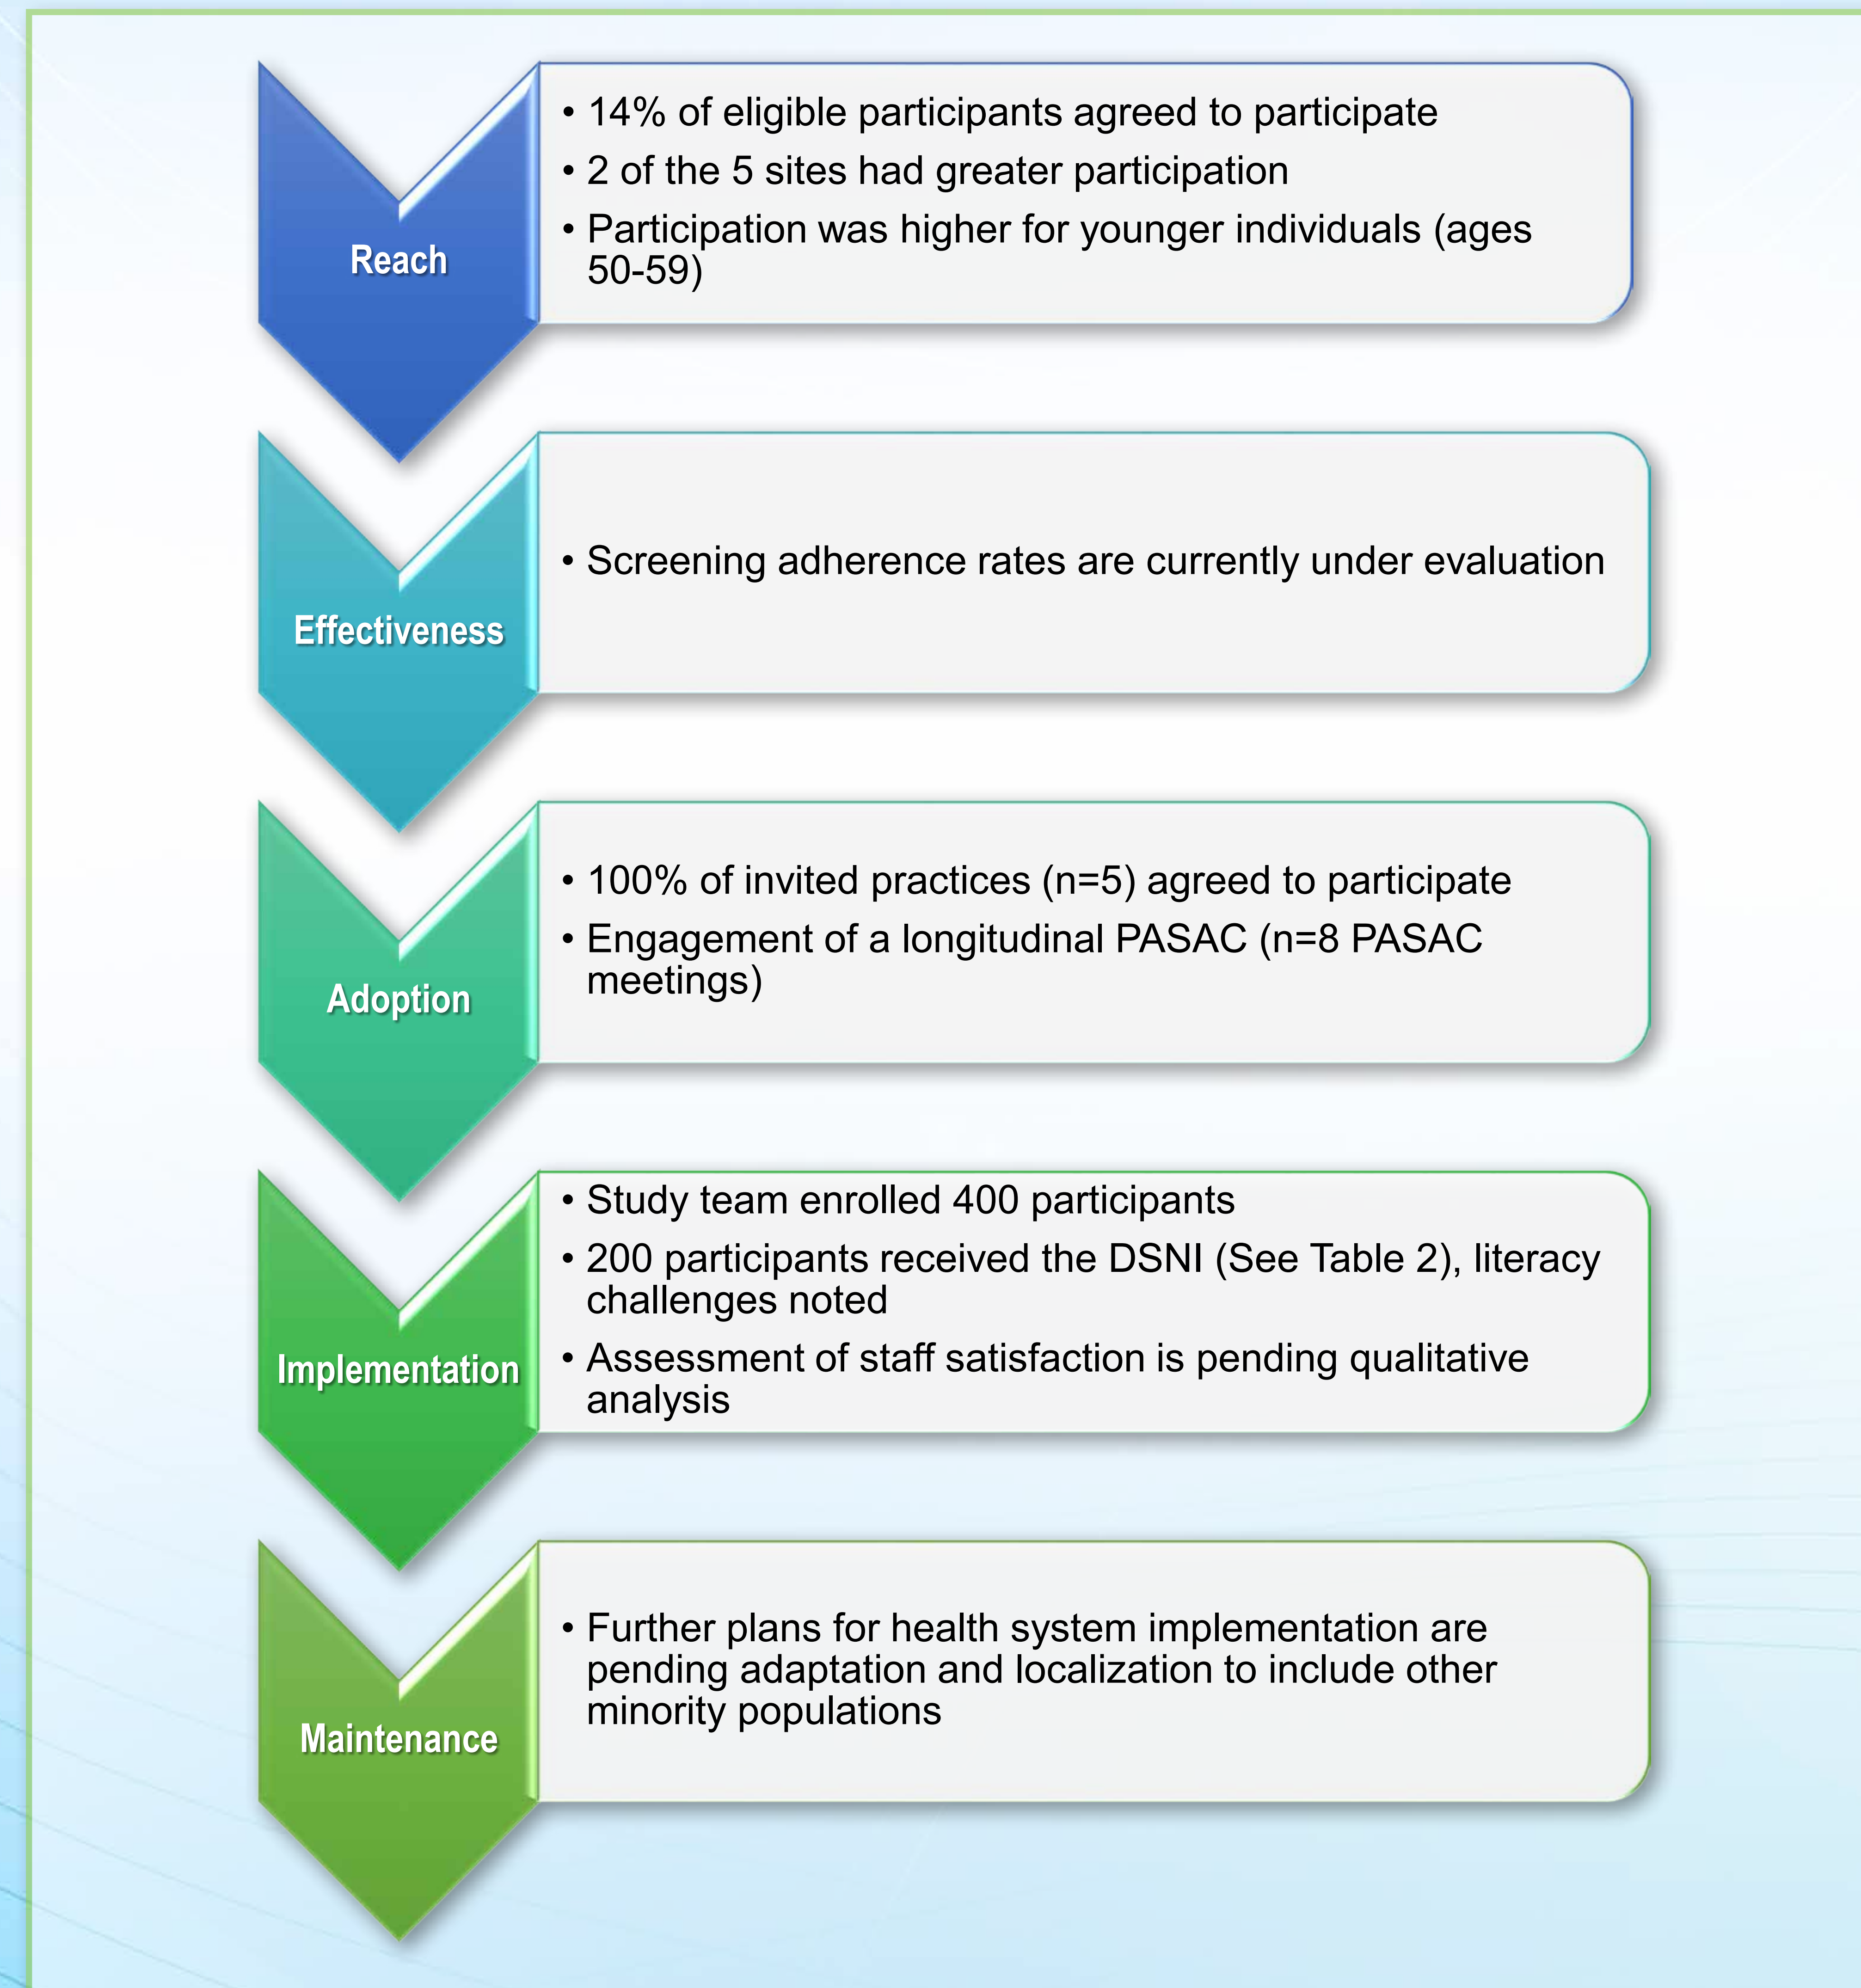 Reach
• 14% of eligible participants agreed to participate
• 2 of the 5 sites had greater participation
• Participation was higher for younger individuals (ages
50-59)
Effectiveness
• Screening adherence rates are currently under evaluation
Adoption
• 100% of invited practices (n=5) agreed to participate
• Engagement of a longitudinal PASAC (n=8 PASAC
meetings)
Implementation
• Study team enrolled 400 participants
• 200 participants received the DSNI (See Table 2), literacy
challenges noted
• Assessment of staff satisfaction is pending qualitative
analysis
Maintenance
• Further plans for health system implementation are
pending adaptation and localization to include other
minority populations